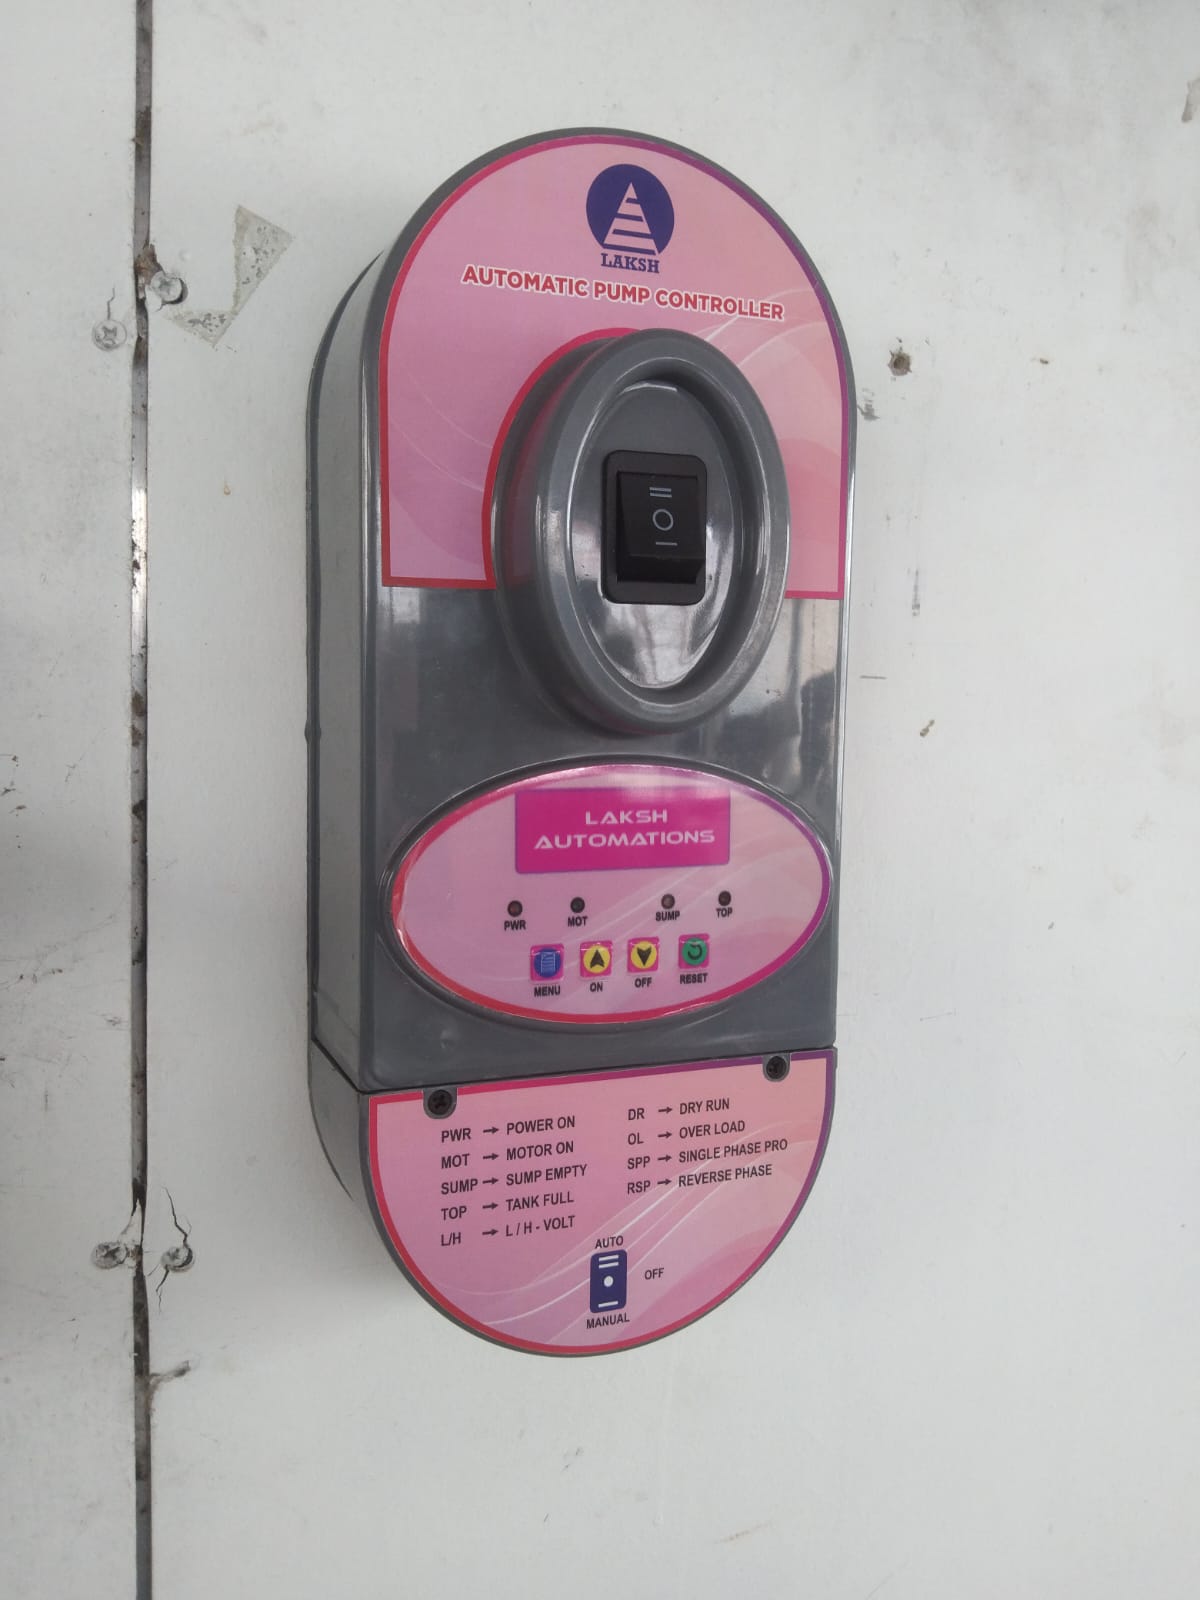 LAKSH
AUTOMATIC PUMP CONTROLLER
LAKSH
AUTOMATIONS
PWR MOT SUMP TOP
MENU ON OFF RESET
PWR → POWER ON
MOT → MOTOR ON
SUMP → SUMP EMPTY
TOP → TANK FULL
L/H → L / H - VOLT
DR → DRY RUN
OL → OVER LOAD
SPP → SINGLE PHASE PRO
RSP → REVERSE PHASE
AUTO
OFF
MANUAL